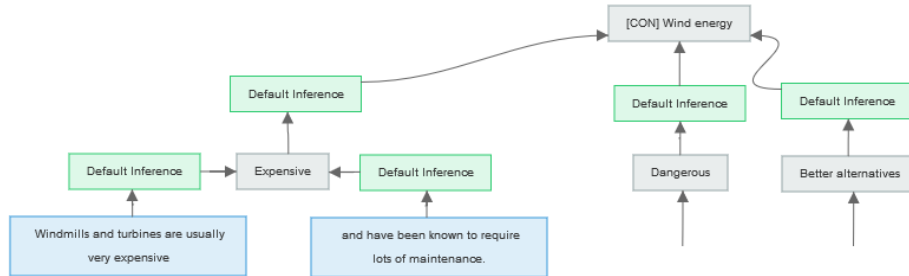 [CON] Wind energy
Default Inference
Default Inference
Default Inference
Default Inference
Expensive
Default Inference
Dangerous
Better alternatives
Windmills and turbines are usually
very expensive
and have been known to require
lots of maintenance.